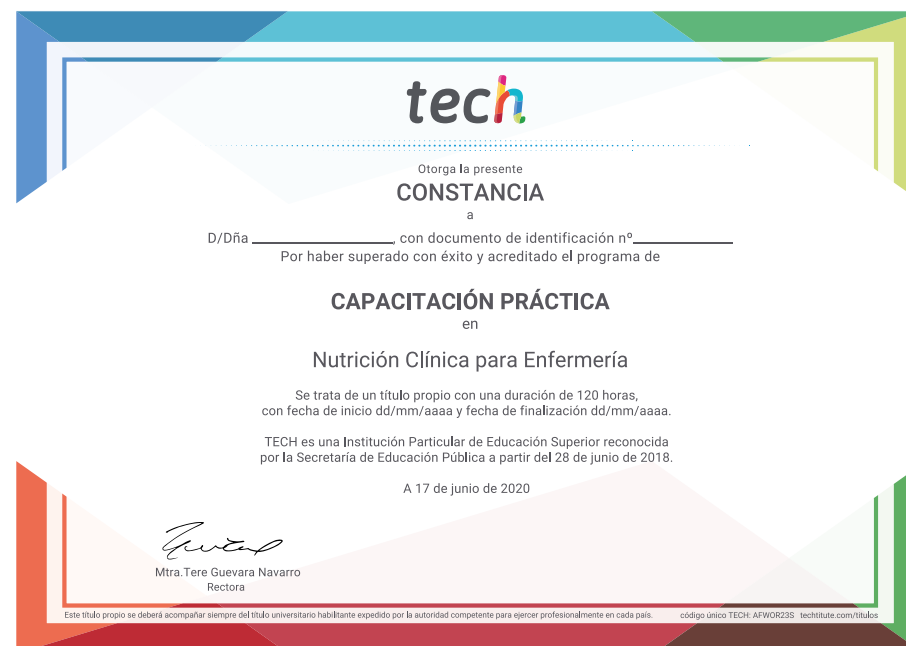 tech
Otorga la presente
CONSTANCIA
a
D/Dña ____________________, con documento de identificación nº______________
Por haber superado con éxito y acreditado el programa de
CAPACITACIÓN PRÁCTICA
en
Nutrición Clínica para Enfermería
Se trata de un título propio con una duración de 120 horas,
con fecha de inicio dd/mm/aaaa y fecha de finalización dd/mm/aaaa.
TECH es una Institución Particular de Educación Superior reconocida
por la Secretaría de Educación Pública a partir del 28 de junio de 2018.
A 17 de junio de 2020
Mtra.Tere Guevara Navarro
Rectora
Este título propio se deberá acompañar siempre del título universitario habilitante expedido por la autoridad competente para ejercer profesionalmente en cada país. código único TECH: AFWOR23S techtitute.com/titulos